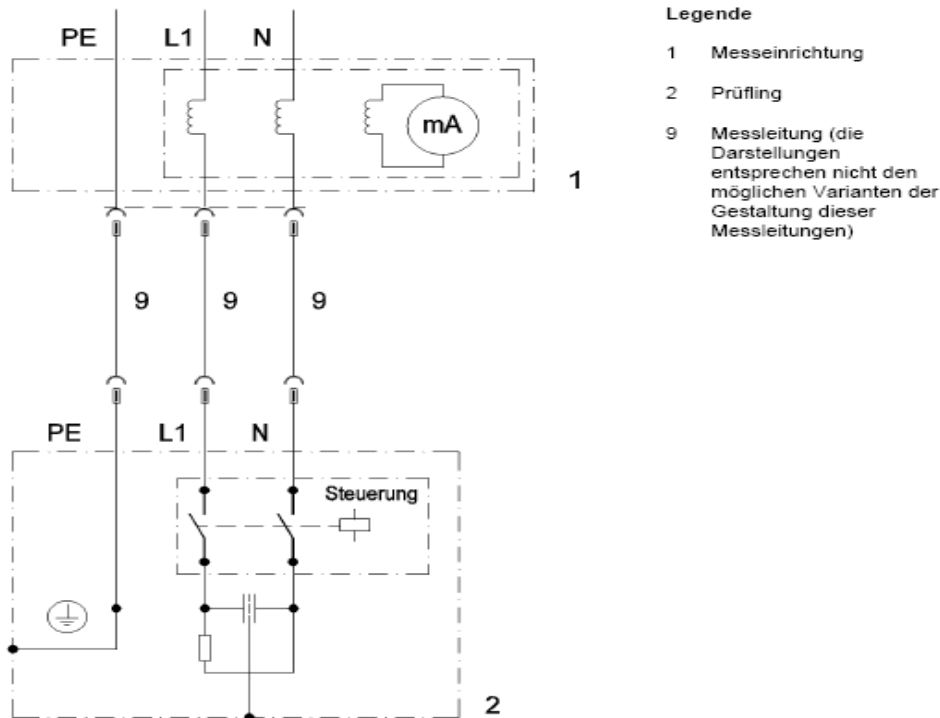 PE L1 N
mA
1
9 9 9
PE L1 N
Steuerung
2
Legende
1 Messeinrichtung
2 Prüfling
9 Messleitung (die
Darstellungen
entsprechen nicht den
möglichen Varianten der
Gestaltung dieser
Messleitungen)